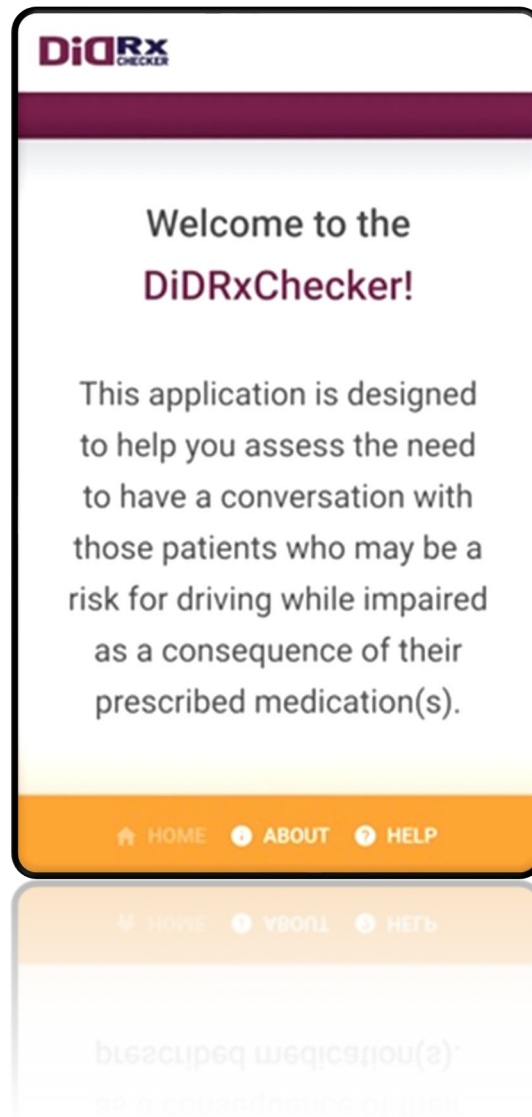 DiDRx
CHECKER
Welcome to the
DiDRxChecker!
This application is designed
to help you assess the need
to have a conversation with
those patients who may be a
risk for driving while impaired
as a consequence of their
prescribed medication(s).
HOME ABOUT HELP